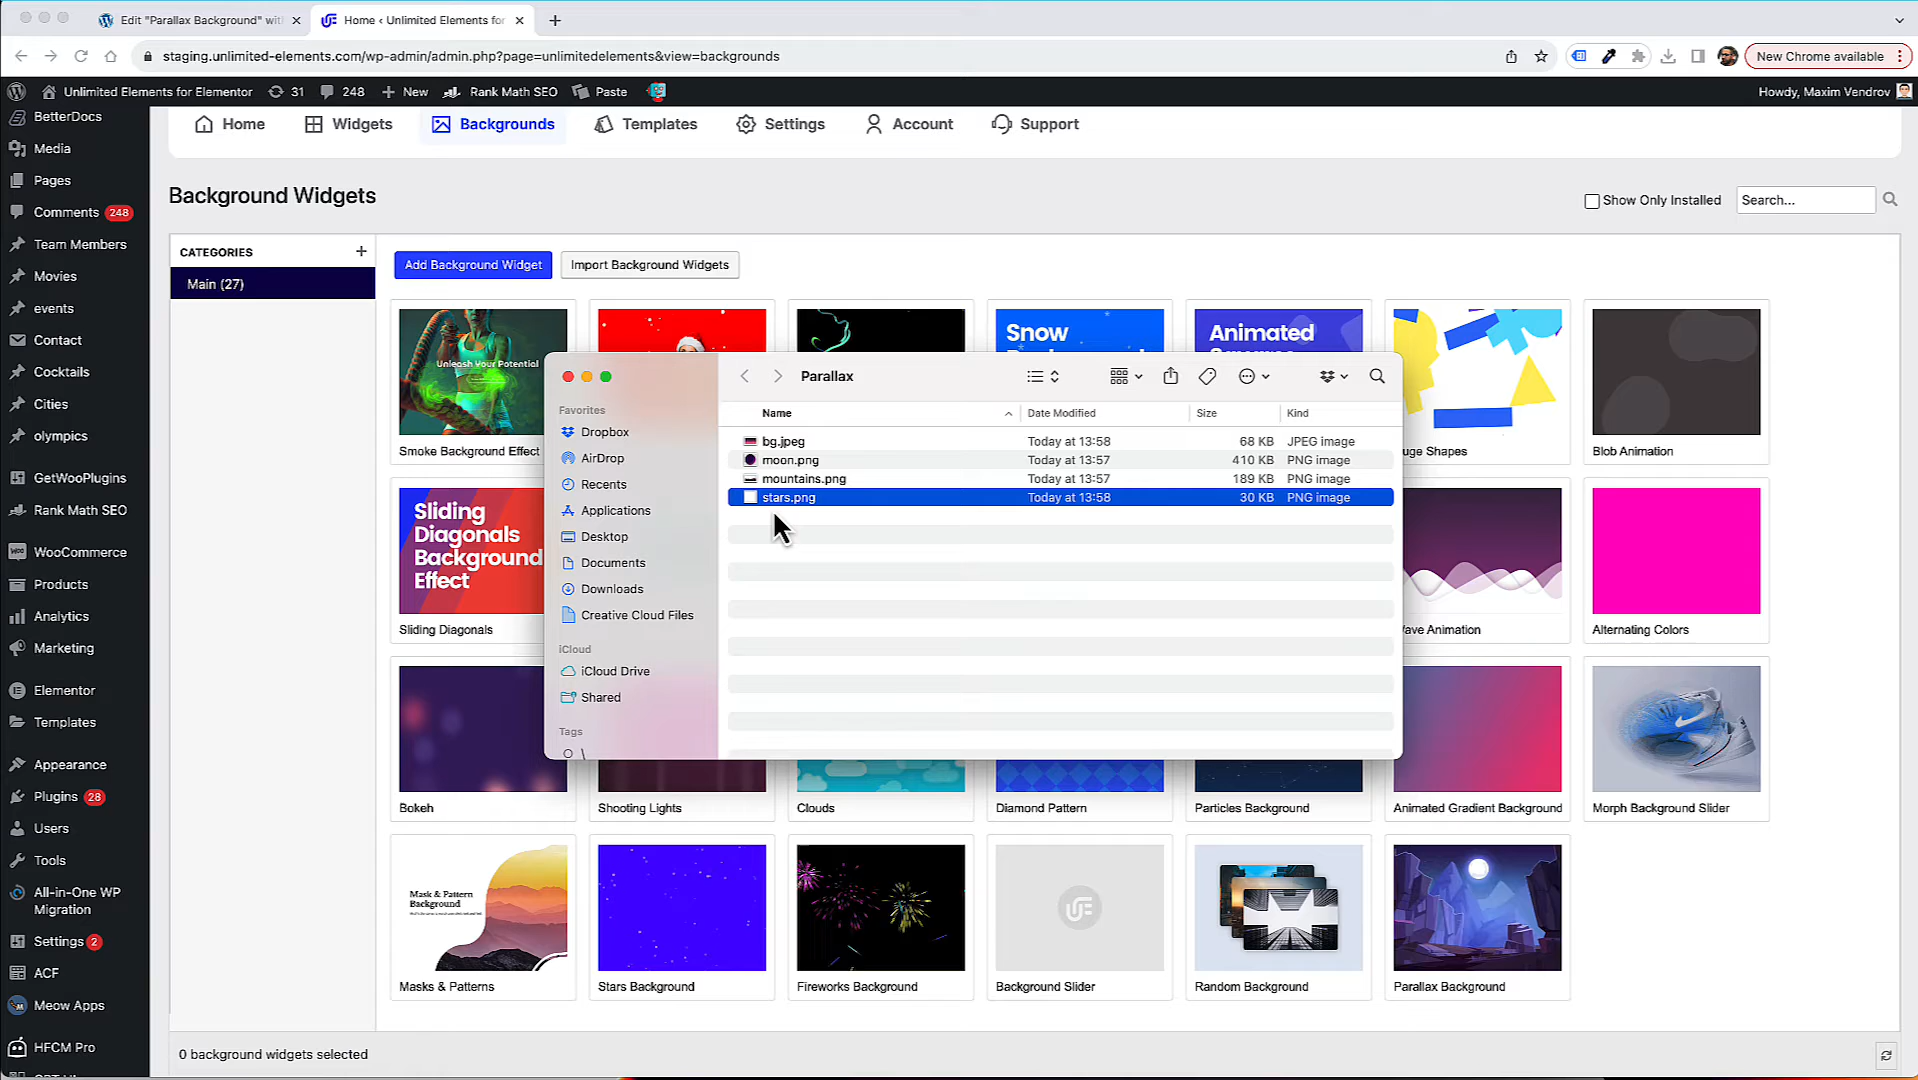 Edit "Parallax Background" wit
Home ‹ Unlimited Elements for
staging.unlimited-elements.com/wp-admin/admin.php?page=unlimitedelements&view=backgrounds
New Chrome available
Unlimited Elements for Elementor
31
248
New
Rank Math SEO
Paste
Howdy, Maxim Vendrov
BetterDocs
Media
Pages
Comments 248
Team Members
Movies
events
Contact
Cocktails
Cities
olympics
GetWooPlugins
Rank Math SEO
WooCommerce
Products
Analytics
Marketing
Elementor
Templates
Appearance
Plugins 28
Users
Tools
All-in-One WP
Migration
Settings 2
ACF
Meow Apps
HFCM Pro
Home
Widgets
Backgrounds
Templates
Settings
Account
Support
Background Widgets
Show Only Installed
Search...
CATEGORIES
Main (27)
Add Background Widget
Import Background Widgets
Unleash Your Potential
Smoke Background Effect
Snow
Animated
uge Shapes
Blob Animation
Parallax
Favorites
Dropbox
AirDrop
Recents
Applications
Desktop
Documents
Downloads
Creative Cloud Files
iCloud
iCloud Drive
Shared
Tags
Name Date Modified Size Kind
bg.jpeg Today at 13:58 68 KB JPEG image
moon.png Today at 13:57 410 KB PNG image
mountains.png Today at 13:57 189 KB PNG image
stars.png Today at 13:58 30 KB PNG image
Sliding
Diagonals
Background
Effect
Sliding Diagonals
ave Animation
Alternating Colors
Bokeh
Shooting Lights
Clouds
Diamond Pattern
Particles Background
Animated Gradient Background
Morph Background Slider
Mask & Pattern
Background
Masks & Patterns
Stars Background
Fireworks Background
Background Slider
Random Background
Parallax Background
0 background widgets selected